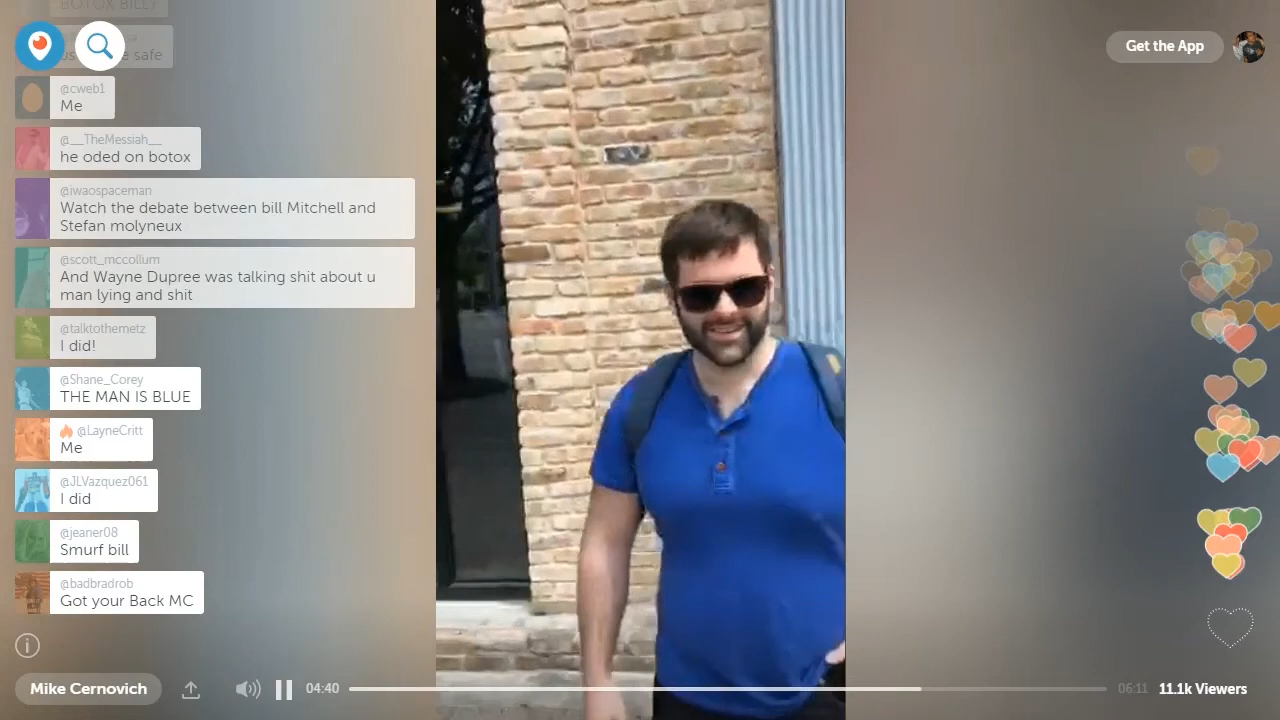 BOTOX BILLY
safe
@cweb1
Me
@__TheMessiah__
he oded on botox
@iwaospaceman
Watch the debate between bill Mitchell and
Stefan molyneux
@scott_mccollum
And Wayne Dupree was talking shit about u
man lying and shit
@talktothemetz
I did!
@Shane_Corey
THE MAN IS BLUE
@LayneCritt
Me
@JLVazquez061
I did
@jeaner08
Smurf bill
@badbradrob
Got your Back MC
Get the App
Mike Cernovich
04:40
06:11
11.1k Viewers